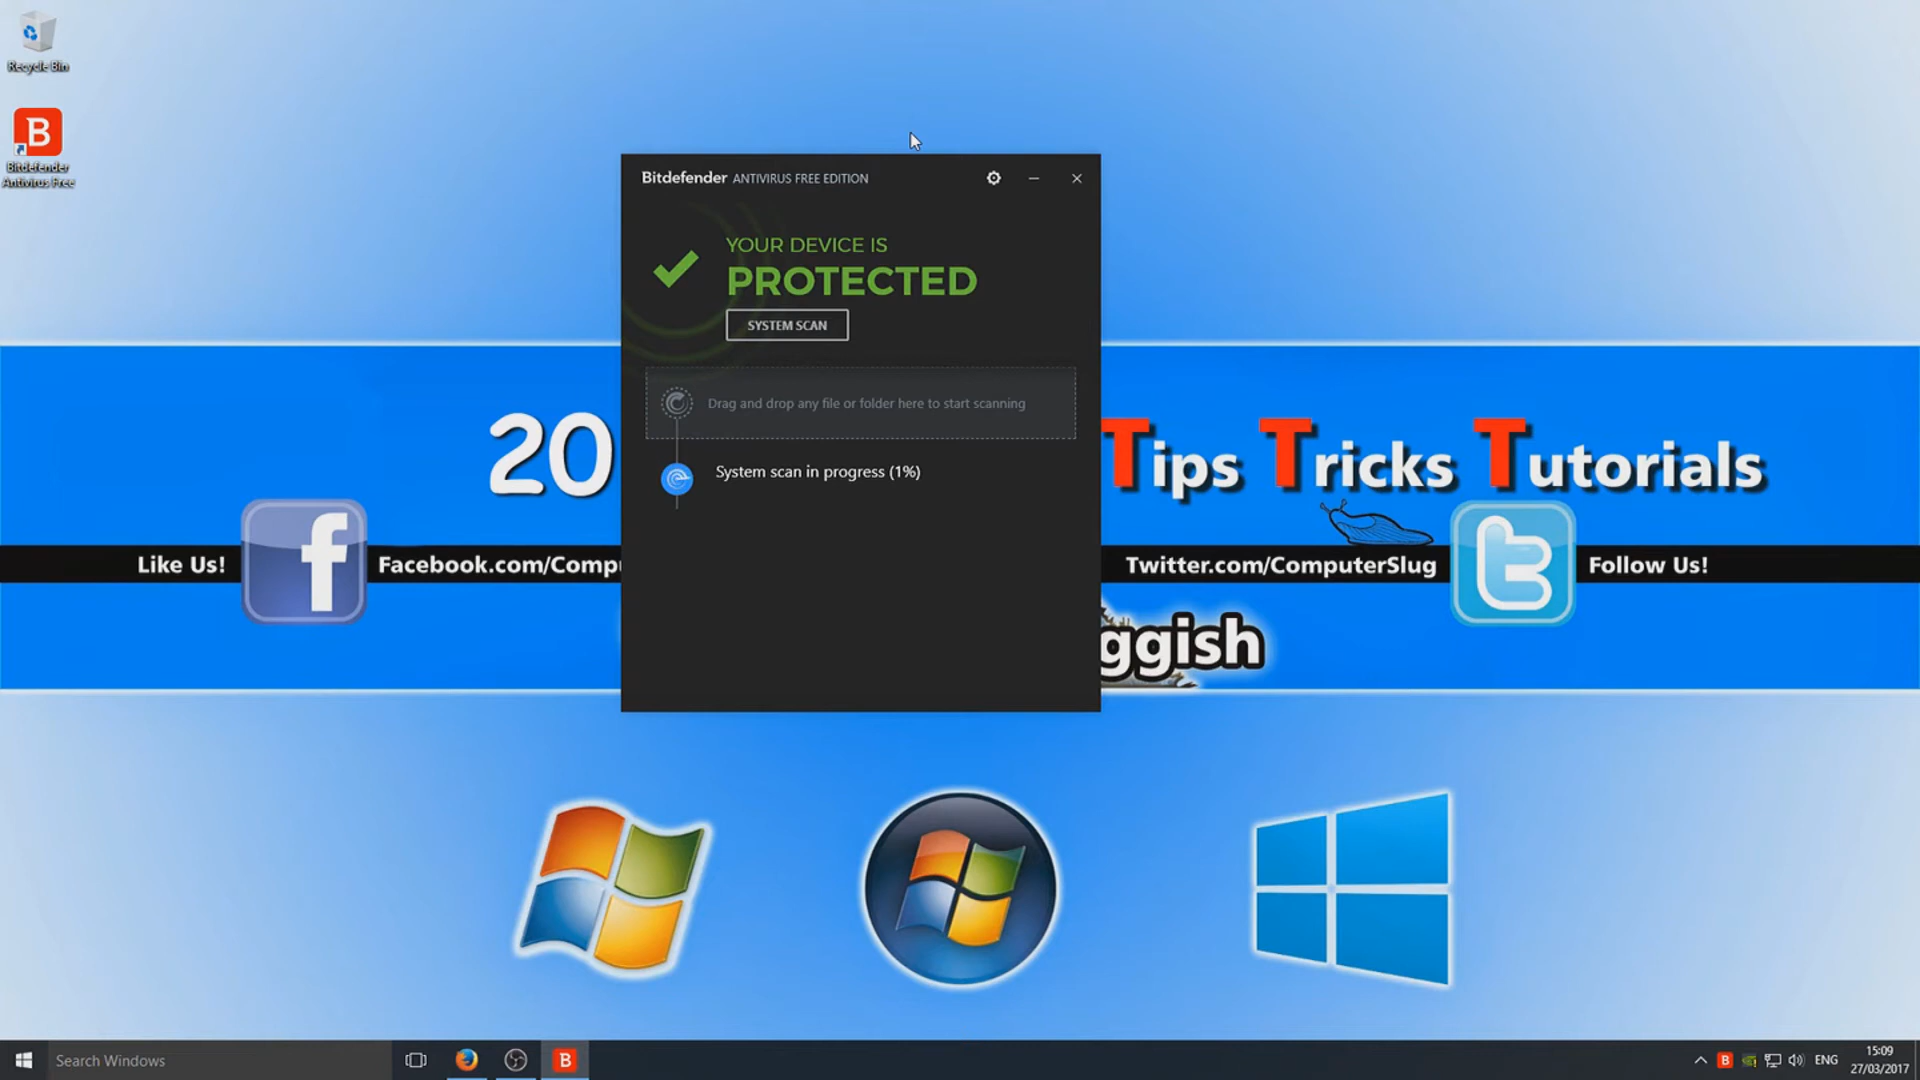 Recycle Bin
B
Bitdefender
Antivirus Free
Bitdefender ANTIVIRUS FREE EDITION
YOUR DEVICE IS
PROTECTED
SYSTEM SCAN
Drag and drop any file or folder here to start scanning
System scan in progress (1%)
20
Tips Tricks Tutorials
Like Us!
f
Facebook.com/Compu
Twitter.com/ComputerSlug
t
Follow Us!
ggish
Search Windows
B
B
ENG
15:09
27/03/2017